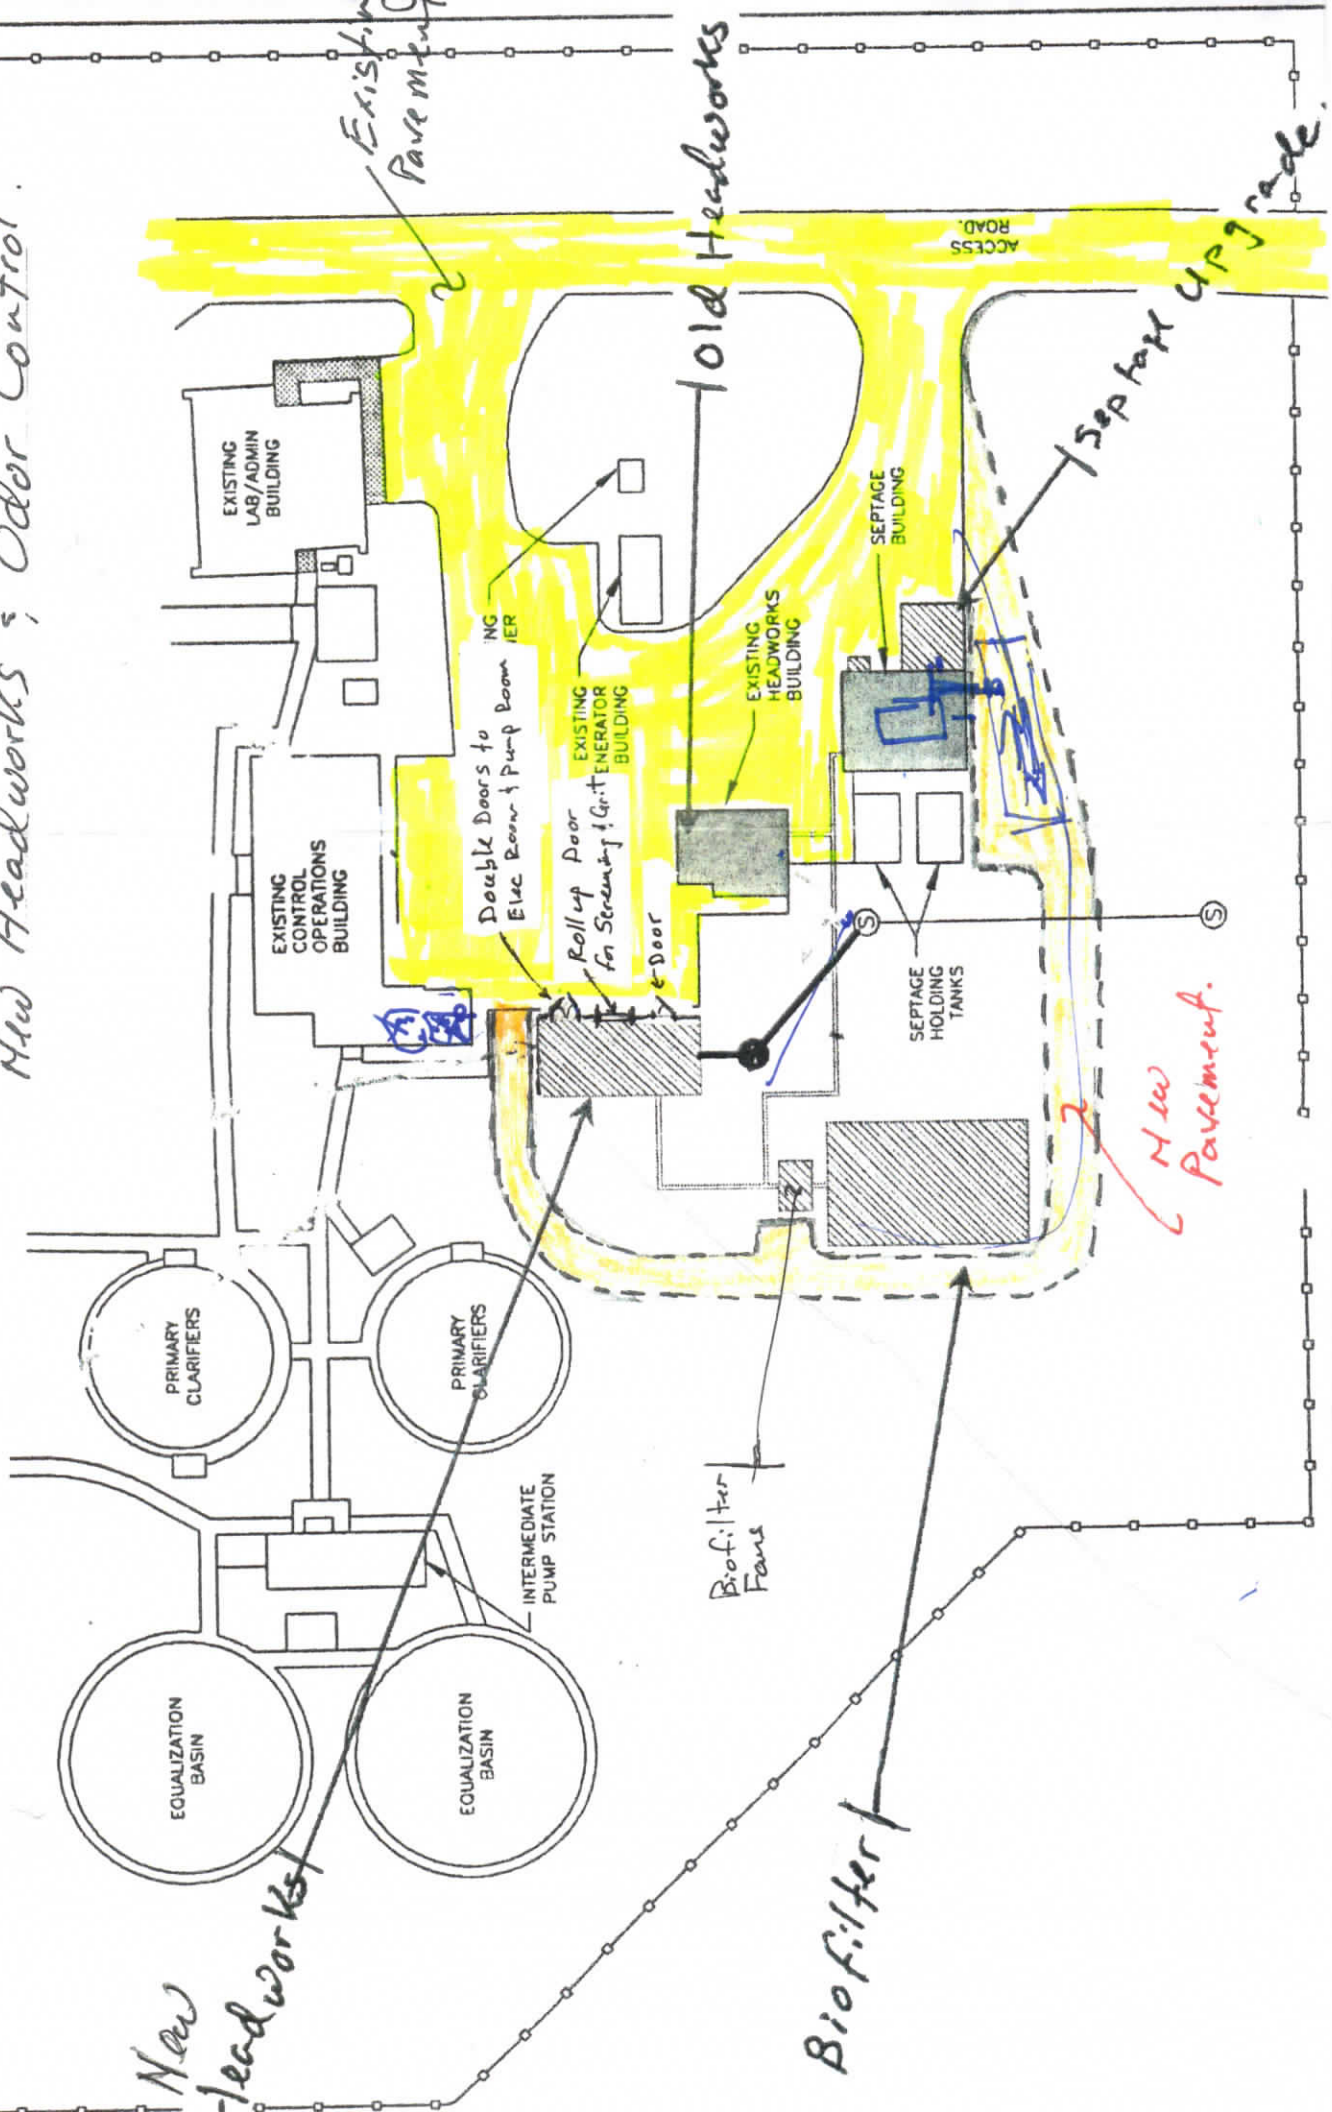 New Headworks & Odor Control.
Existing
Pavement
Old Headworks
ACCESS
ROAD.
Septage Upgrade.
EXISTING
LAB/ADMIN
BUILDING
SEPTAGE
BUILDING
EXISTING
HEADWORKS
BUILDING
NG
ER
EXISTING
ENERATOR
BUILDING
Double Doors to
Elec Room & Pump Room
Roll up Door
for Screening & Grit
Door
EXISTING
CONTROL
OPERATIONS
BUILDING
S
S
SEPTAGE
HOLDING
TANKS
New
Pavement.
PRIMARY
CLARIFIERS
PRIMARY
CLARIFIERS
INTERMEDIATE
PUMP STATION
Biofilter
Fans
EQUALIZATION
BASIN
EQUALIZATION
BASIN
New
Headworks
Biofilter